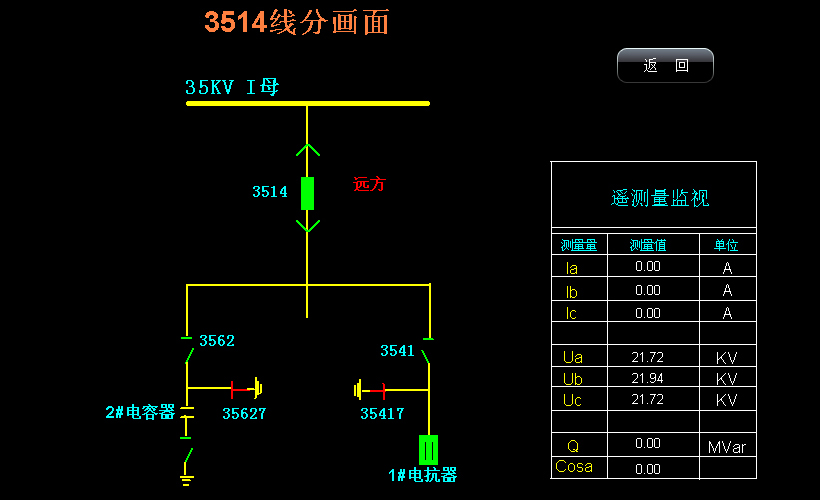 3514线分画面
返 回
35KV I母
3514
远方
3562
3541
35627
35417
2#电容器
1#电抗器
遥测量监视
测量量 测量值 单位
Ia 0.00 A
Ib 0.00 A
Ic 0.00 A
Ua 21.72 KV
Ub 21.94 KV
Uc 21.72 KV
Q 0.00 MVar
Cosa 0.00